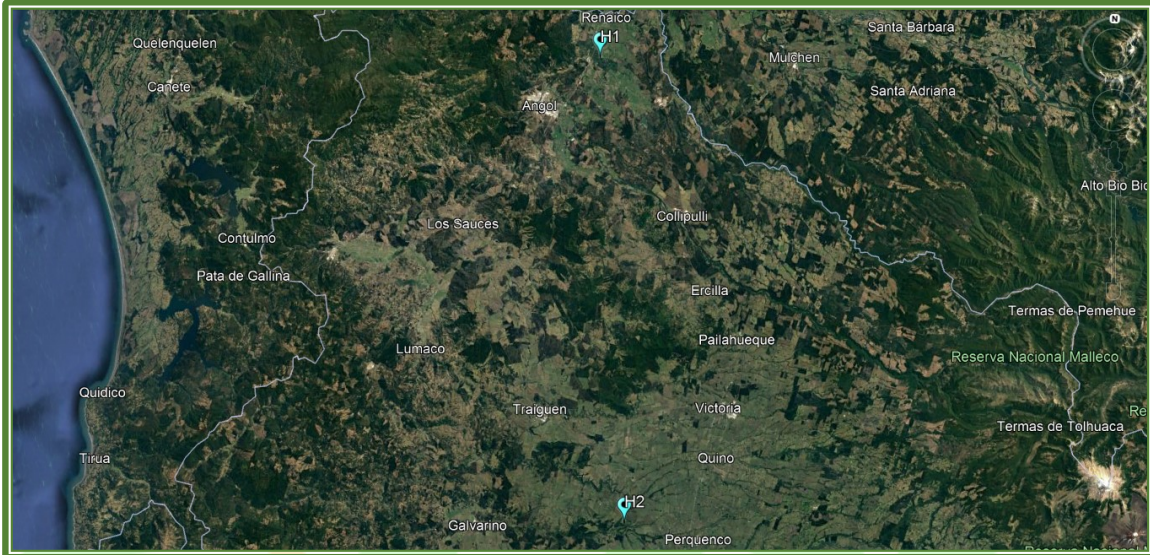 Renaico
H1
Santa Bárbara
Quelenquelen
Mulchen
Cañete
Santa Adriana
Angol
N
Alto Bio Bio
Collipulli
Los Sauces
Contulmo
Pata de Gallina
Ercilla
Termas de Pemehue
Pailahueque
Lumaco
Reserva Nacional Malleco
Quidico
Traiguen
Victoria
Re
Termas de Tolhuaca
Tirua
Quino
H2
Galvarino
Perquenco